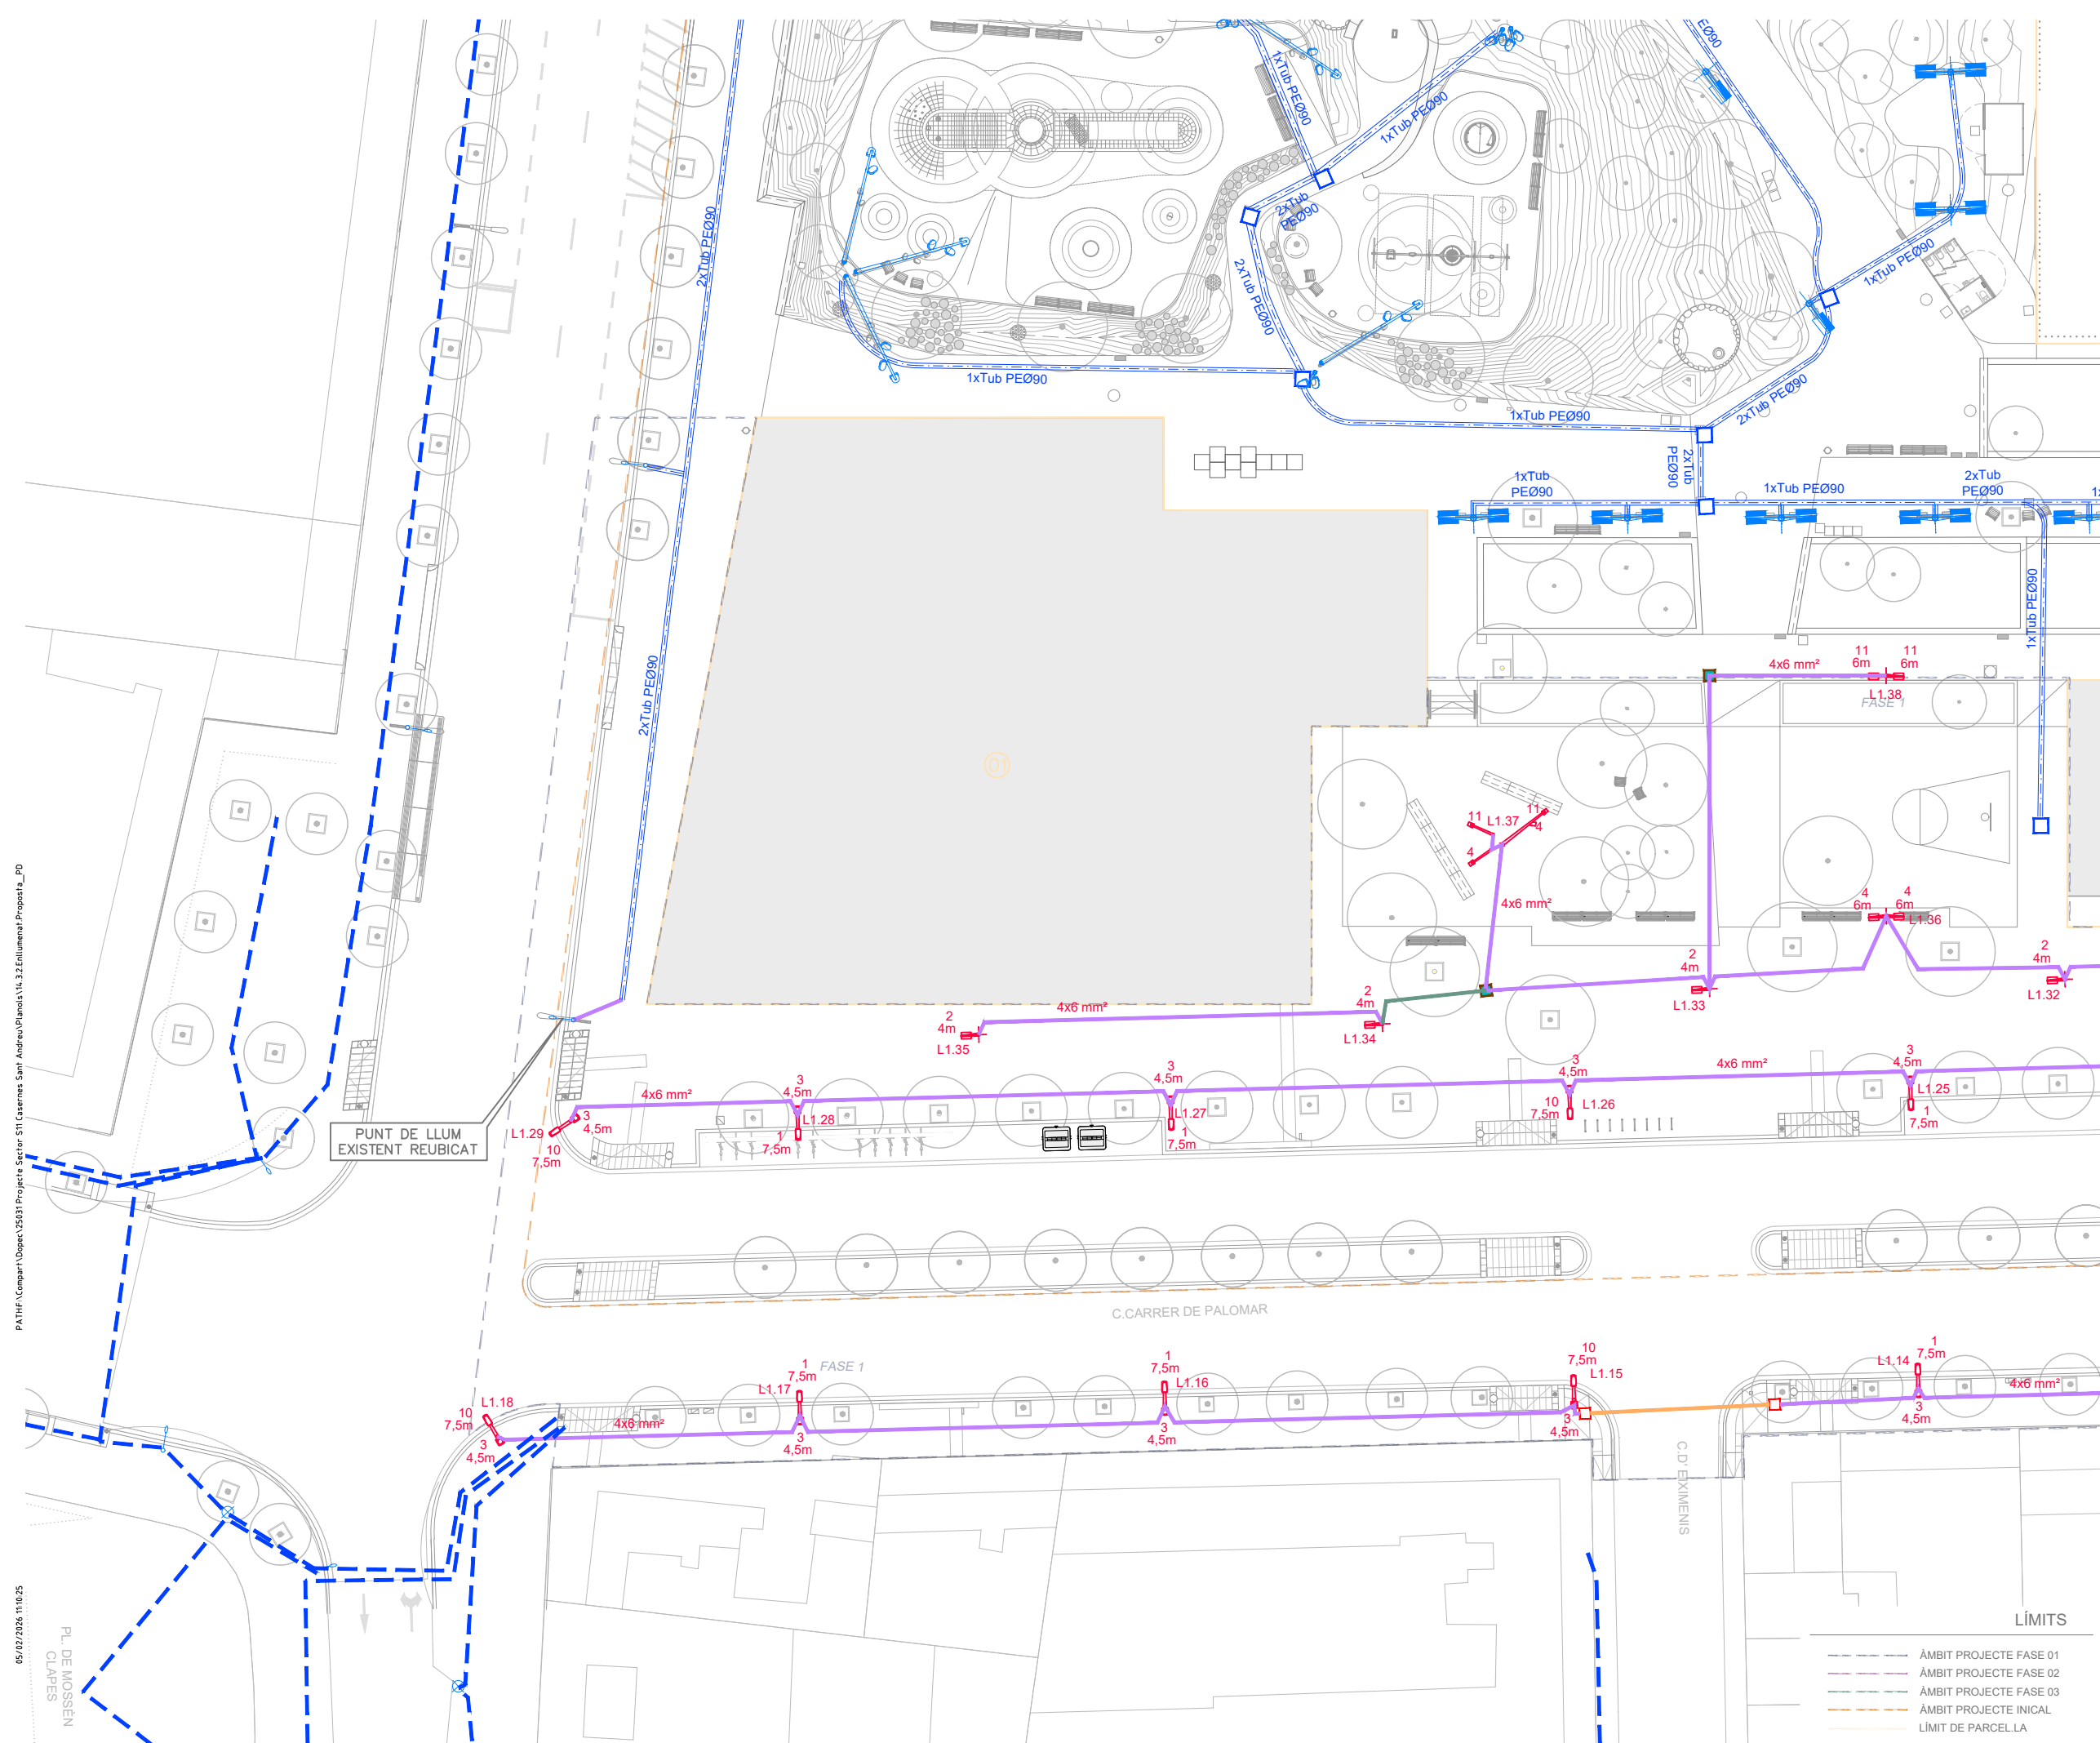 1xTub PEØ90
1xTub PEØ90
PEØ90
2xTub PEØ90
2xTub
PEØ90
2xTub PEØ90
1xTub PEØ90
1xTub PEØ90
1xTub PEØ90
2xTub PEØ90
2xTub
PEØ90
1xTub
PEØ90
1xTub PEØ90
2xTub
PEØ90
1xTub PEØ90
2xTub PEØ90
01
4x6 mm²
11
6m
11
6m
L1.38
FASE 1
11
L1.37
11
4
4
4x6 mm²
4
6m
4
6m
L1.36
2
4m
L1.33
2
4m
L1.32
2
4m
L1.34
4x6 mm²
2
4m
L1.35
PUNT DE LLUM
EXISTENT REUBICAT
L1.29
10
7,5m
3
4,5m
4x6 mm²
3
4,5m
L1.28
1
7,5m
3
4,5m
L1.27
1
7,5m
3
4,5m
L1.26
10
7,5m
4x6 mm²
3
4,5m
L1.25
1
7,5m
C.CARRER DE PALOMAR
L1.18
10
7,5m
3
4,5m
4x6 mm²
1
7,5m
L1.17
3
4,5m
FASE 1
1
7,5m
L1.16
3
4,5m
10
7,5m
L1.15
3
4,5m
1
7,5m
L1.14
3
4,5m
4x6 mm²
C.D' EXIMENIS
PL. DE MOSSÈN
CLAPES
PATH:F:\Compart\Dopec\25031 Projecte Sector S11 Casernes Sant Andreu\Planols\14.3.2.Enllumenat.Proposta_PD
05/02/2026 11:10:25
LÍMITS
ÀMBIT PROJECTE FASE 01
ÀMBIT PROJECTE FASE 02
ÀMBIT PROJECTE FASE 03
ÀMBIT PROJECTE INICAL
LÍMIT DE PARCEL.LA